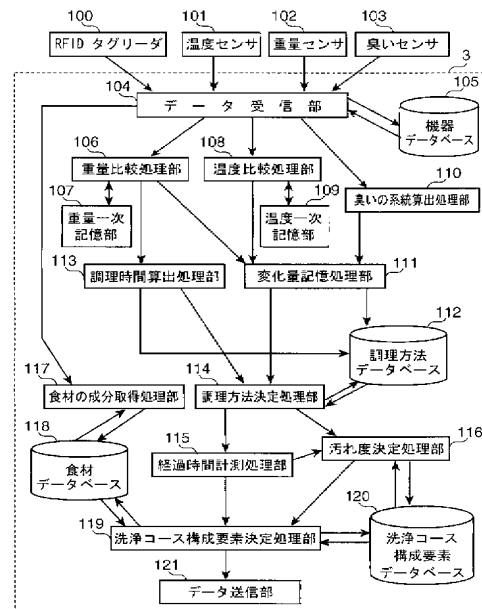 100
101
102
103
RFID タグリーダ
温度センサ
重量センサ
臭いセンサ
3
104
データ受信部
105
機器
データベース
106
重量比較処理部
108
温度比較処理部
107
重量一次
記憶部
109
温度一次
記憶部
110
臭いの系統算出処理部
113
調理時間算出処理部
変化量記憶処理部
111
112
調理方法
データベース
117
食材の成分取得処理部
114
調理方法決定処理部
118
食材
データベース
115
経過時間計測処理部
汚れ度決定処理部
116
119
洗浄コース構成要素決定処理部
120
洗浄コース
構成要素
データベース
121
データ送信部